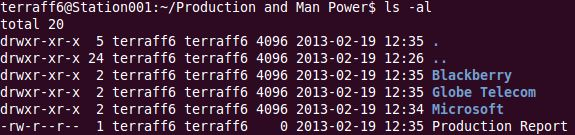 terraff6@Station001:~/Production and Man Power$ ls -al
total 20
drwxr-xr-x  5 terraff6 terraff6 4096 2013-02-19 12:35 .
drwxr-xr-x 24 terraff6 terraff6 4096 2013-02-19 12:26 ..
drwxr-xr-x  2 terraff6 terraff6 4096 2013-02-19 12:35 Blackberry
drwxr-xr-x  2 terraff6 terraff6 4096 2013-02-19 12:35 Globe Telecom
drwxr-xr-x  2 terraff6 terraff6 4096 2013-02-19 12:34 Microsoft
-rw-r--r--  1 terraff6 terraff6    0 2013-02-19 12:35 Production Report